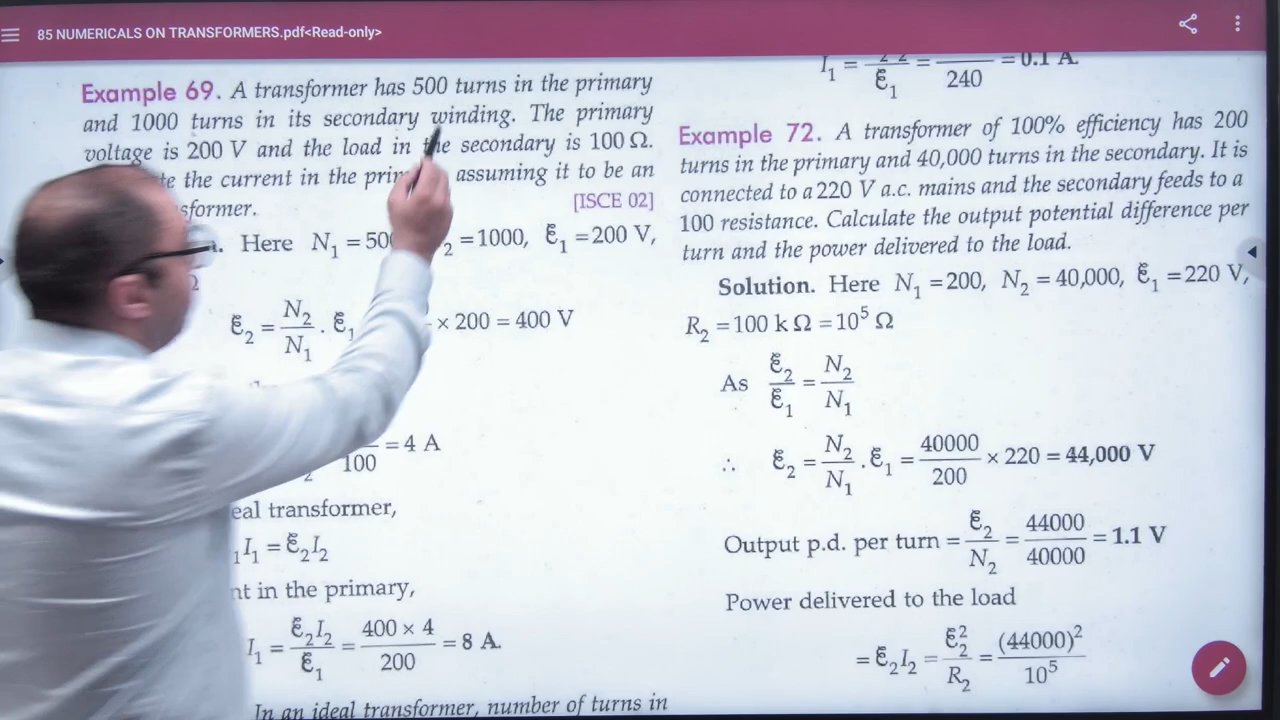 85 NUMERICALS ON TRANSFORMERS.pdf<Read-only>
Example 69. A transformer has 500 turns in the primary
and 1000 turns in its secondary winding. The primary
voltage is 200 V and the load in the secondary is 100 Ω.
the current in the assuming it to be an
[ISCE 02]
Here N₁ = 50 ₂ = 1000, ℰ₁ = 200 V,
ℰ₂ = N₂/N₁ . ℰ₁ × 200 = 400 V
100 = 4 A
transformer,
₁I₁ = ℰ₂I₂
in the primary,
I₁ = ℰ₂I₂/ℰ₁ = 400 × 4/200 = 8 A.
In an ideal transformer, number of turns in
I₁ = /ℰ₁ = /240 = 0.1 A.
Example 72. A transformer of 100% efficiency has 200
turns in the primary and 40,000 turns in the secondary. It is
connected to a 220 V a.c. mains and the secondary feeds to a
100 resistance. Calculate the output potential difference per
turn and the power delivered to the load.
Solution. Here N₁ = 200, N₂ = 40,000, ℰ₁ = 220 V,
R₂ = 100 k Ω = 10⁵ Ω
As ℰ₂/ℰ₁ = N₂/N₁
∴ ℰ₂ = N₂/N₁ . ℰ₁ = 40000/200 × 220 = 44,000 V
Output p.d. per turn = ℰ₂/N₂ = 44000/40000 = 1.1 V
Power delivered to the load
= ℰ₂I₂ = ℰ₂²/R₂ = (44000)²/10⁵